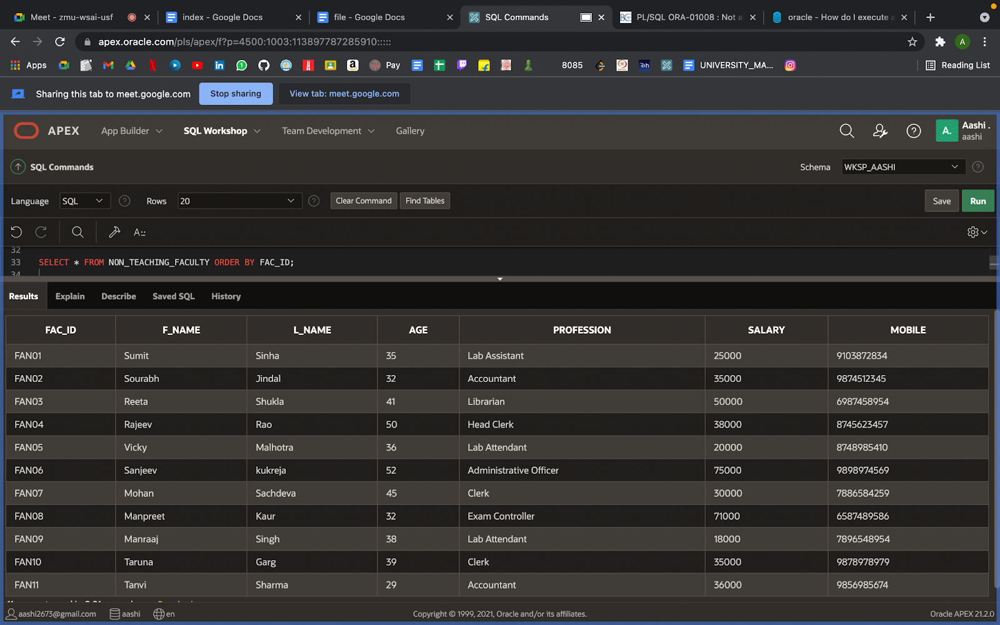 Meet - zmu-wsai-usf
index - Google Docs
file - Google Docs
SQL Commands
PL/SQL ORA-01008 : Not a
oracle - How do I execute a
apex.oracle.com/pls/apex/f?p=4500:1003:113897787285910:::::
A
Apps
Pay
8085
UNIVERSITY_MA...
Reading List
Sharing this tab to meet.google.com
Stop sharing
View tab: meet.google.com
APEX
App Builder
SQL Workshop
Team Development
Gallery
A.
Aashi .
aashi
SQL Commands
Schema
WKSP_AASHI
Language
SQL
Rows
20
Clear Command
Find Tables
Save
Run
32
33 SELECT * FROM NON_TEACHING_FACULTY ORDER BY FAC_ID;
34
Results
Explain
Describe
Saved SQL
History
FAC_ID F_NAME L_NAME AGE PROFESSION SALARY MOBILE
FAN01 Sumit Sinha 35 Lab Assistant 25000 9103872834
FAN02 Sourabh Jindal 32 Accountant 35000 9874512345
FAN03 Reeta Shukla 41 Librarian 50000 6987458954
FAN04 Rajeev Rao 50 Head Clerk 38000 8745623457
FAN05 Vicky Malhotra 36 Lab Attendant 20000 8748985410
FAN06 Sanjeev kukreja 52 Administrative Officer 75000 9898974569
FAN07 Mohan Sachdeva 45 Clerk 30000 7886584259
FAN08 Manpreet Kaur 32 Exam Controller 71000 6587489586
FAN09 Manraaj Singh 38 Lab Attendant 18000 7896548954
FAN10 Taruna Garg 39 Clerk 35000 9878978979
FAN11 Tanvi Sharma 29 Accountant 36000 9856985674
aashi2673@gmail.com
aashi
en
Copyright © 1999, 2021, Oracle and/or its affiliates.
Oracle APEX 21.2.0